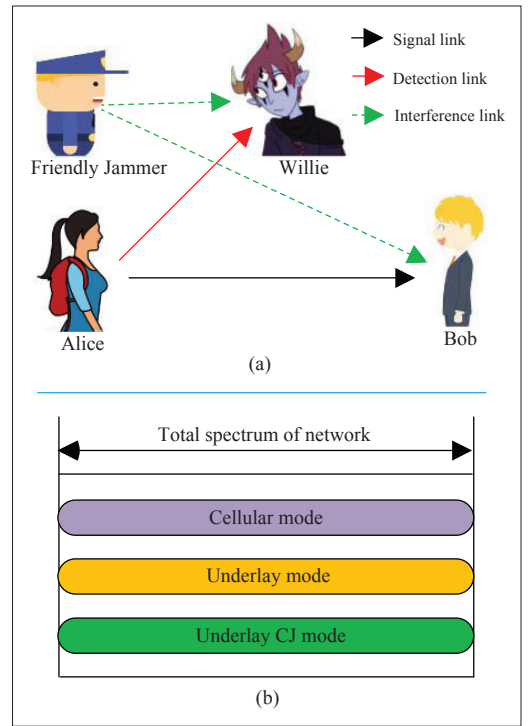 Signal link
Detection link
Interference link
Friendly Jammer
Willie
Alice
Bob
(a)
Total spectrum of network
Cellular mode
Underlay mode
Underlay CJ mode
(b)